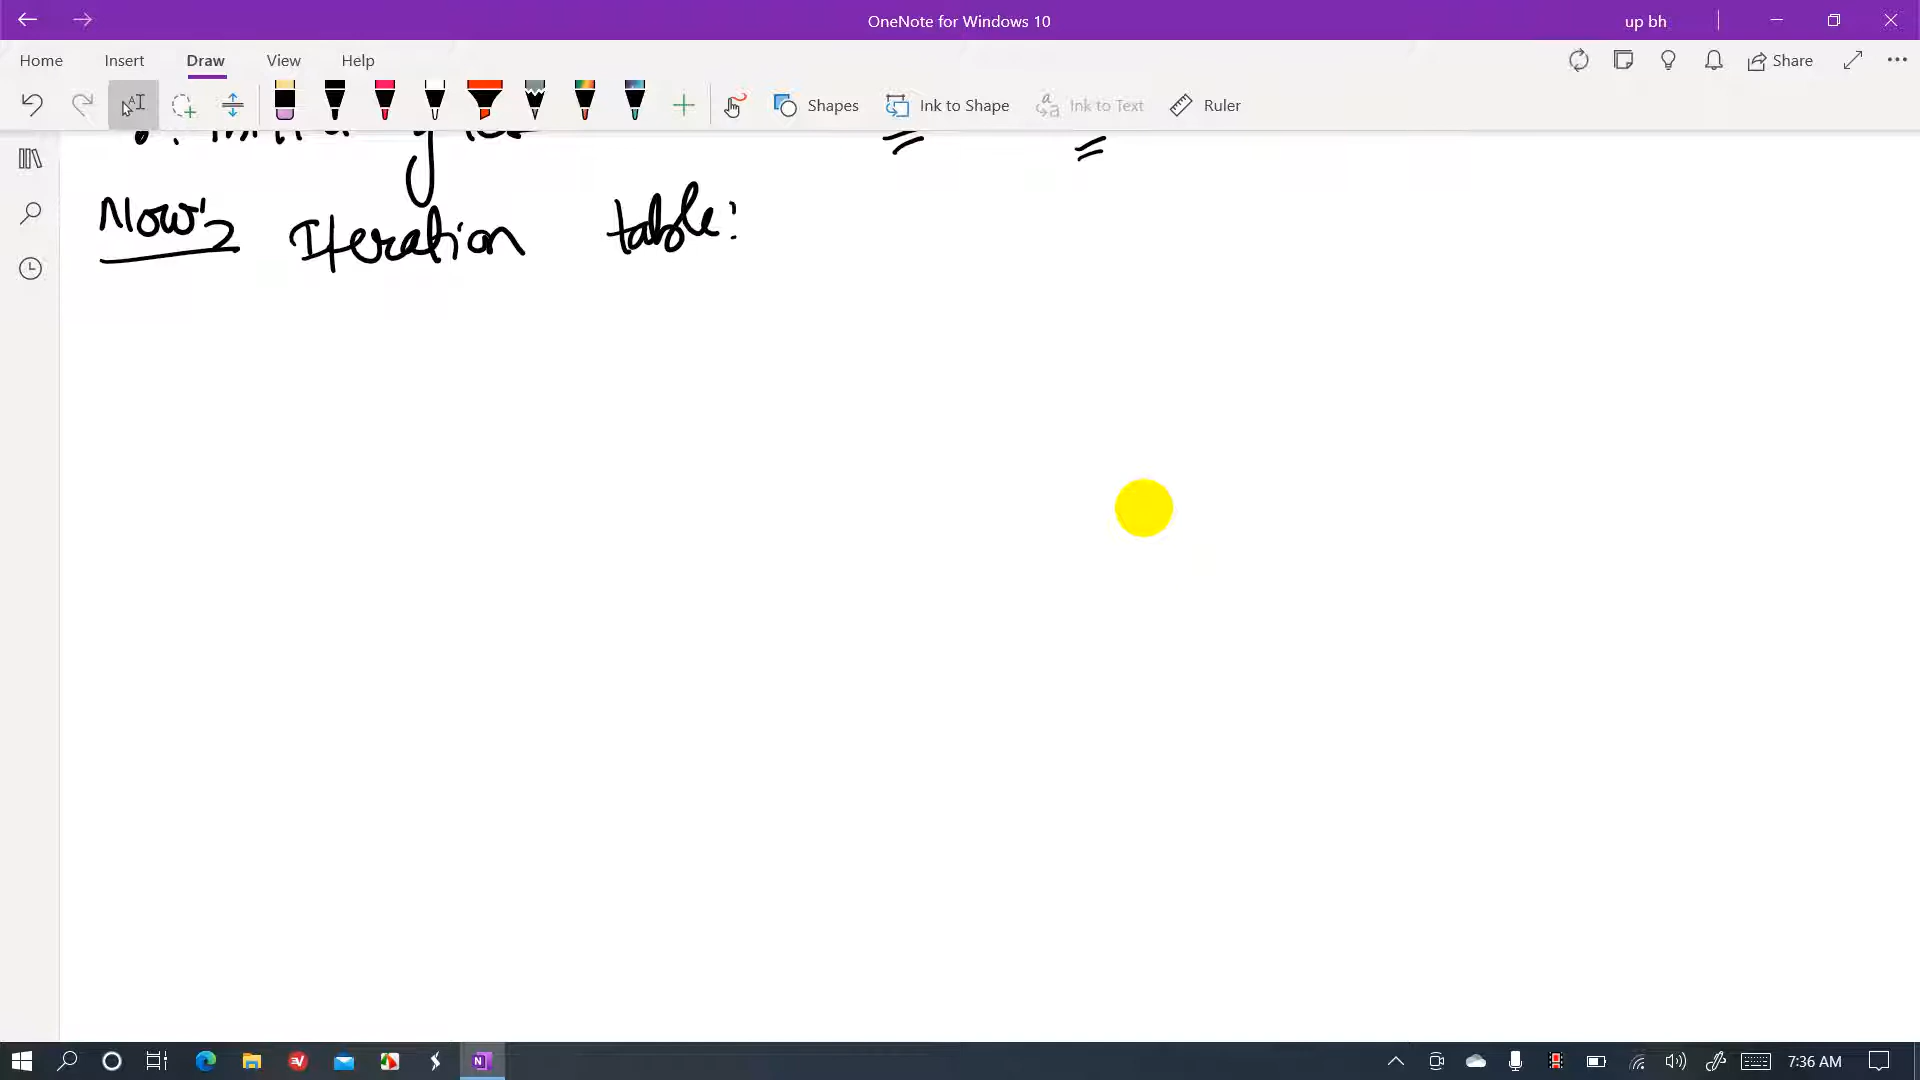 OneNote for Windows 10
up bh
Home Insert Draw View Help
Share
Shapes Ink to Shape Ink to Text Ruler
Now,
Iteration table:
7:36 AM